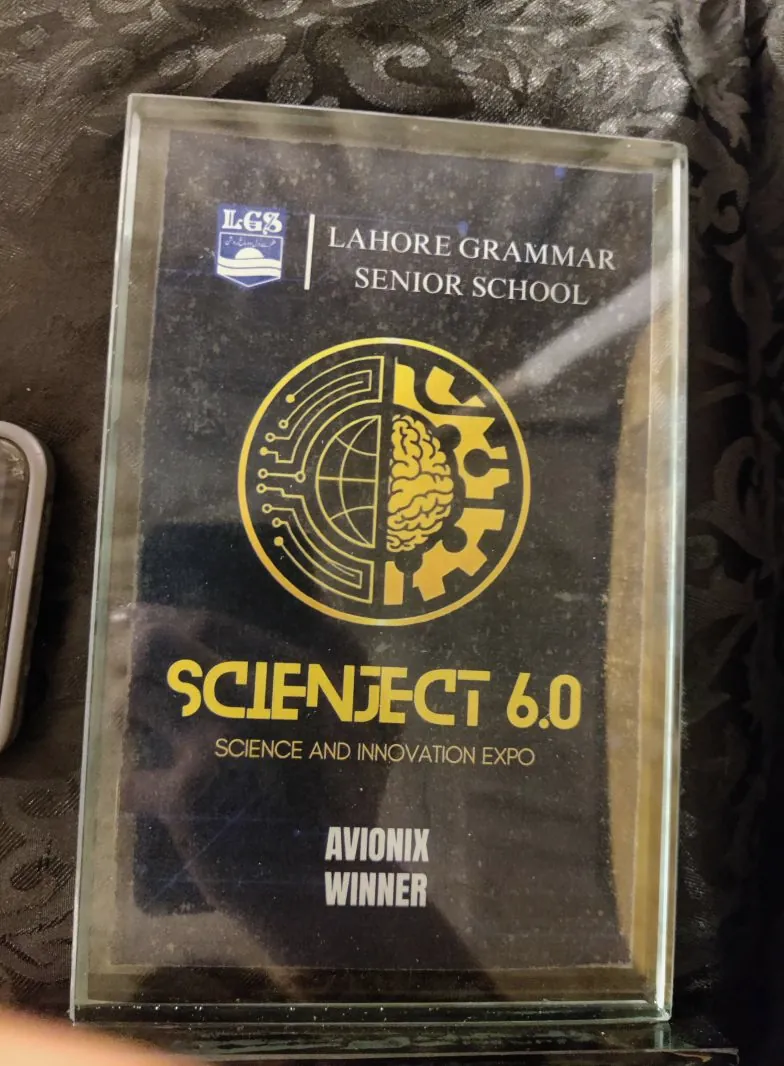 LGS
LAHORE GRAMMAR
SENIOR SCHOOL
SCIENJECT 6.0
SCIENCE AND INNOVATION EXPO
AVIONIX
WINNER